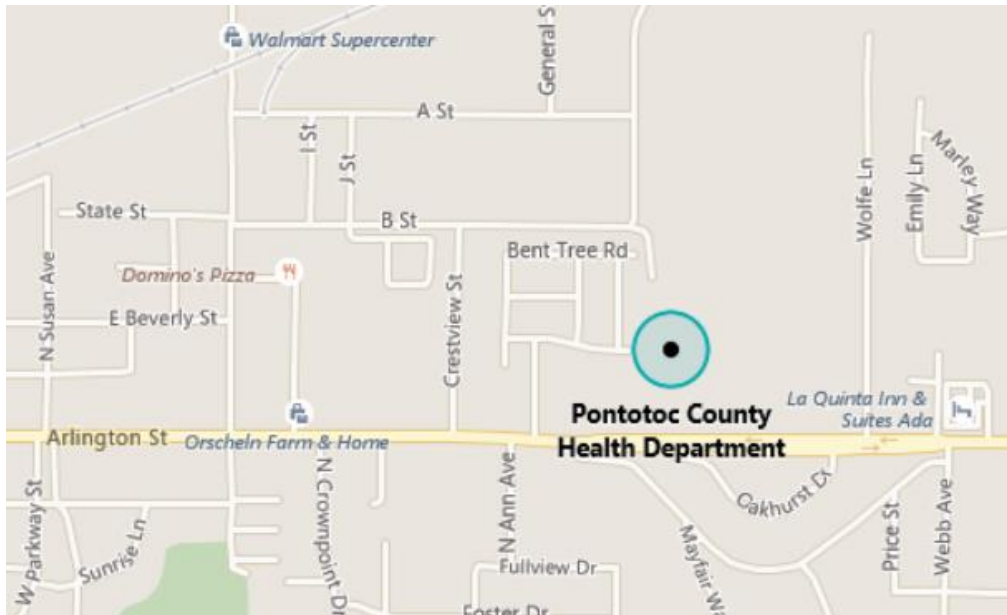 Walmart Supercenter
General S
A St
I St
J St
State St
B St
Bent Tree Rd
Wolfe Ln
Emily Ln
Marley Way
Domino's Pizza
N Susan Ave
E Beverly St
Crestview St
Pontotoc County
Health Department
La Quinta Inn &
Suites Ada
Arlington St
Orscheln Farm & Home
N Crownpoint Dr
N Ann Ave
Oakhurst Dr
Mayfair Wa
Price St
Webb Ave
W Parkway St
Sunrise Ln
Fullview Dr
Foster Dr